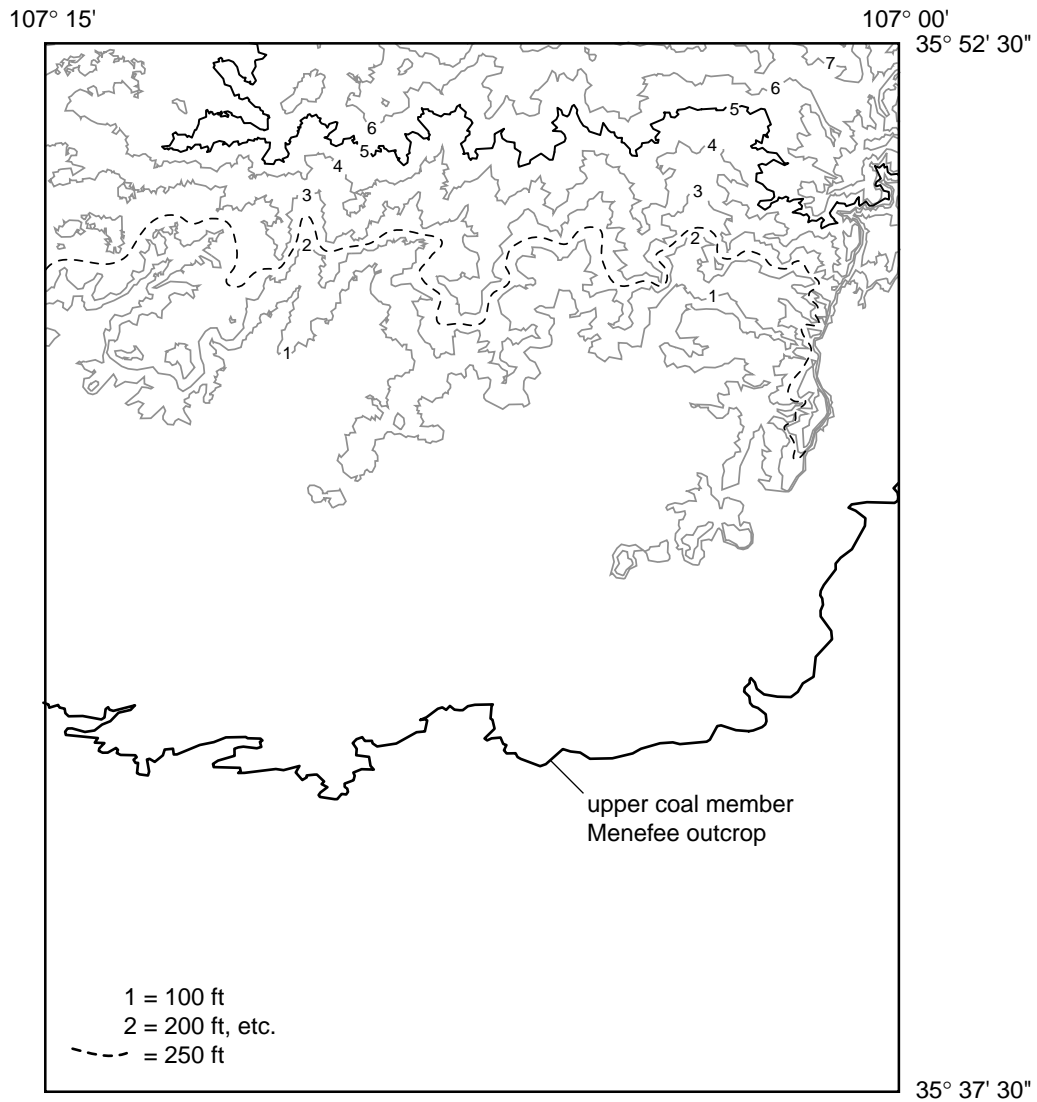 107° 15'
107° 00'
35° 52' 30"
7
6
5
6
5
4
4
3
3
2
2
1
1
upper coal member
Menefee outcrop
1 = 100 ft
2 = 200 ft, etc.
= 250 ft
35° 37' 30"